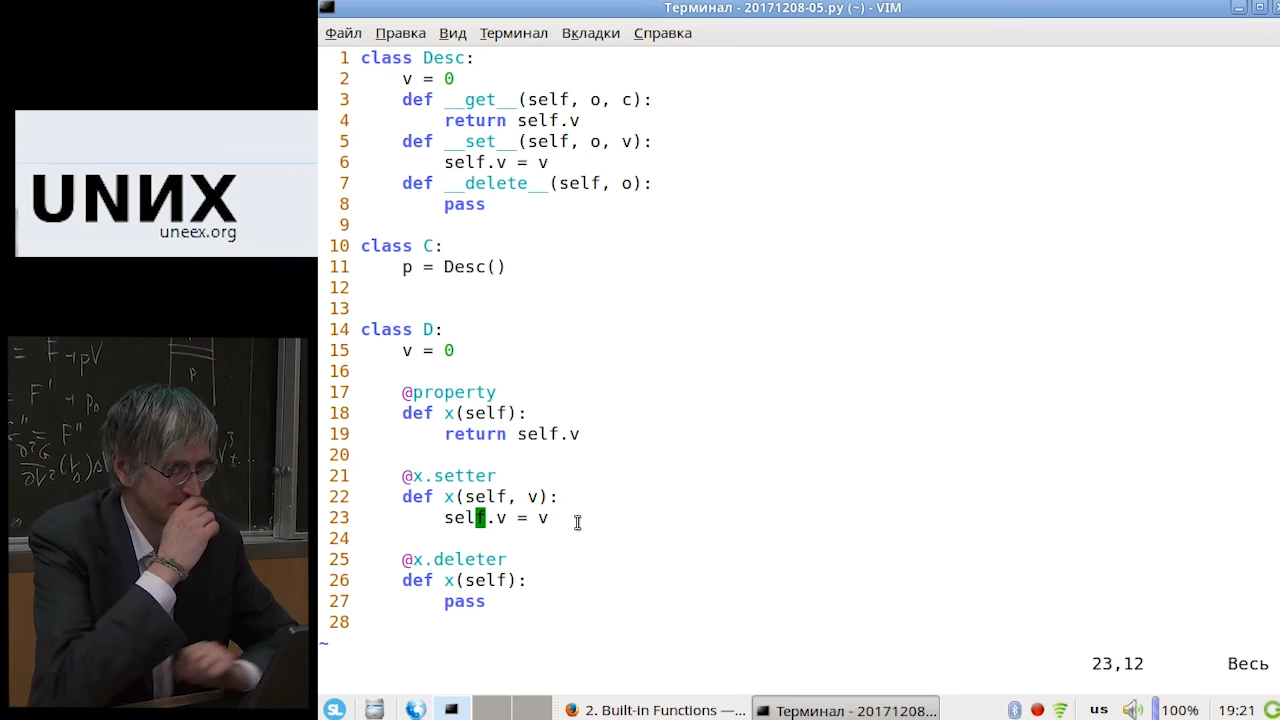 Терминал - 20171208-05.py (~) - VIM
Файл Правка Вид Терминал Вкладки Справка
1 class Desc:
2     v = 0
3     def __get__(self, o, c):
4         return self.v
5     def __set__(self, o, v):
6         self.v = v
7     def __delete__(self, o):
8         pass
9
10 class C:
11     p = Desc()
12
13
14 class D:
15     v = 0
16
17     @property
18     def x(self):
19         return self.v
20
21     @x.setter
22     def x(self, v):
23         self.v = v
24
25     @x.deleter
26     def x(self):
27         pass
28
~
23,12 Весь
2. Built-in Functions —... Терминал - 20171208... us 100% 19:21
UNИX
uneex.org